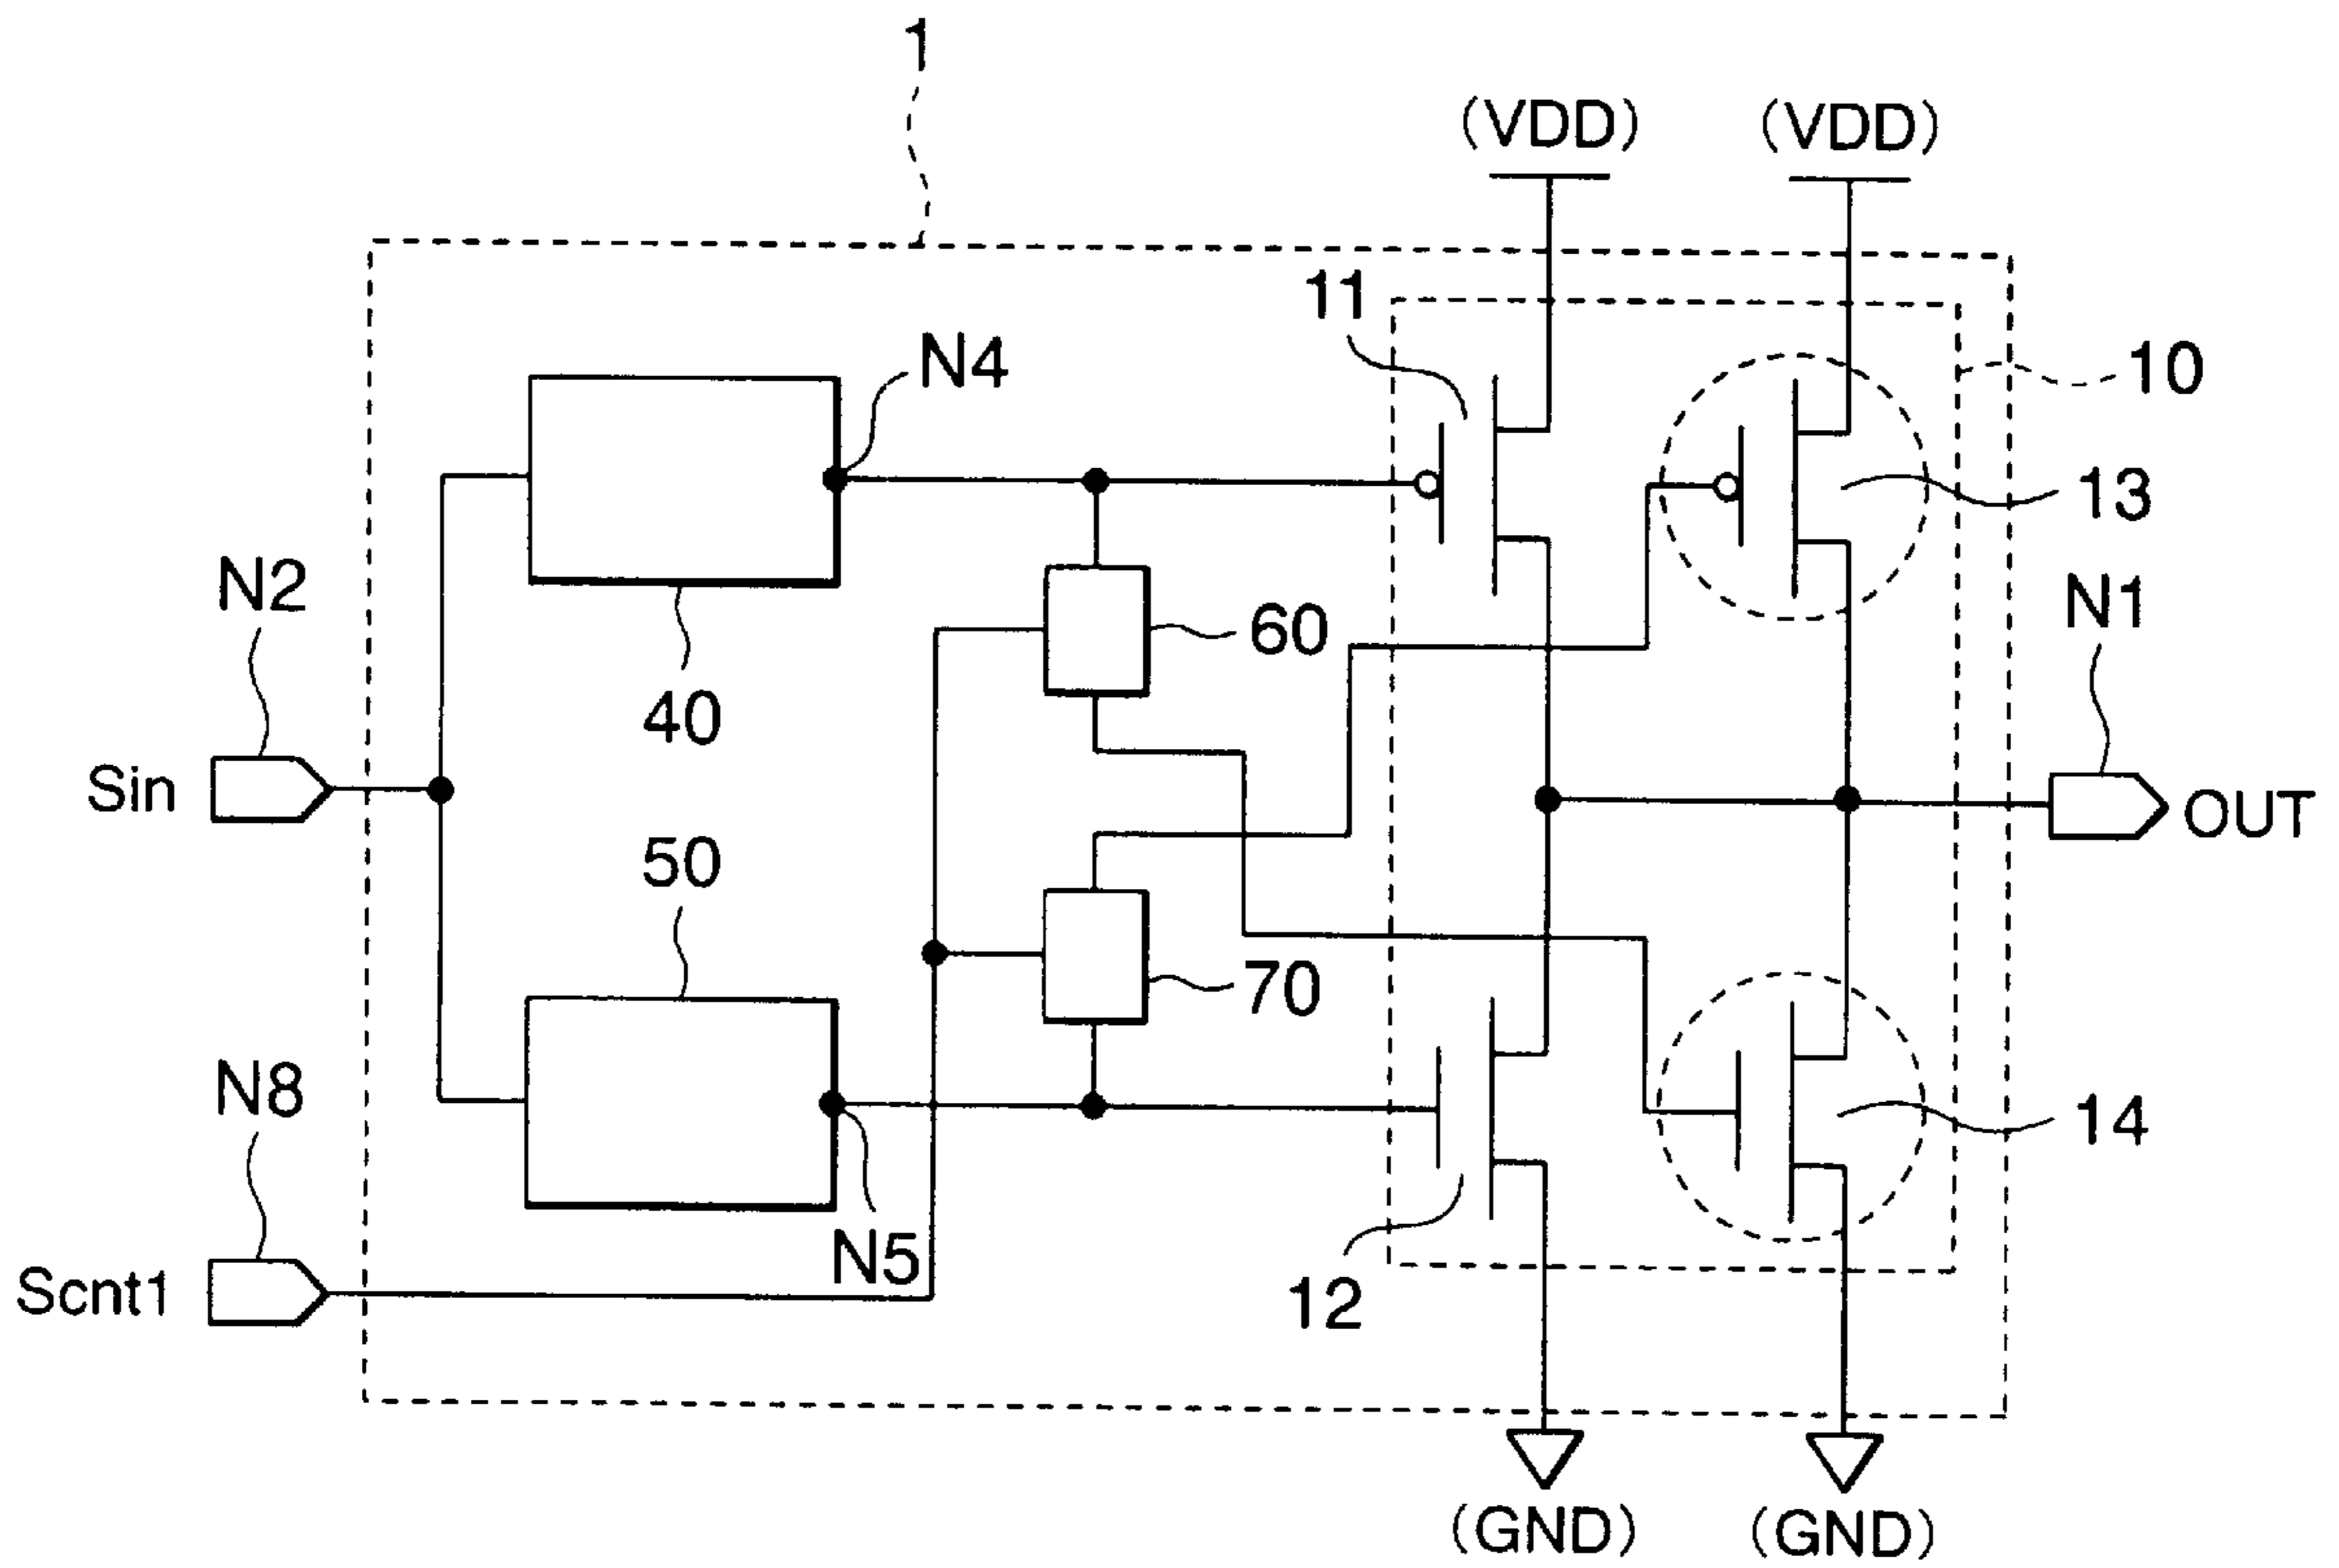 1
(VDD)
(VDD)
11
N4
10
13
N2
N1
60
40
Sin
OUT
50
70
N8
14
N5
Scnt1
12
(GND)
(GND)